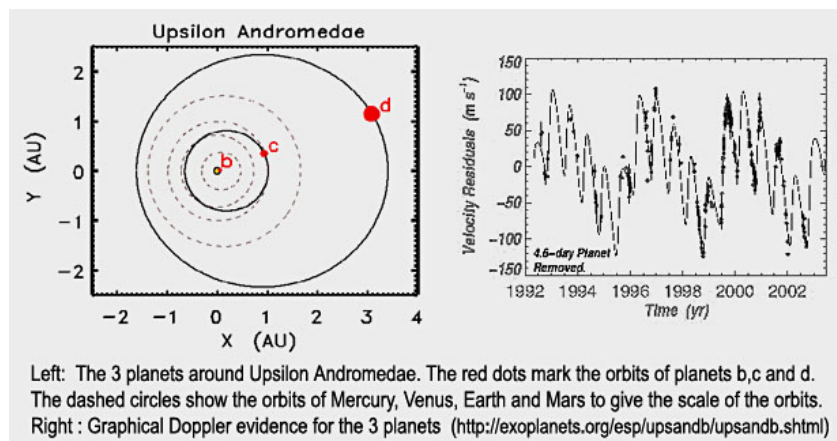 Upsilon Andromedae
2
1
0
−1
−2
Y (AU)
b
c
d
−2 −1 0 1 2 3 4
X (AU)
150
100
50
0
−50
−100
−150
Velocity Residuals (m s⁻¹)
4.6-day Planet
Removed.
1992 1994 1996 1998 2000 2002
Time (yr)
Left: The 3 planets around Upsilon Andromedae. The red dots mark the orbits of planets b,c and d.
The dashed circles show the orbits of Mercury, Venus, Earth and Mars to give the scale of the orbits.
Right : Graphical Doppler evidence for the 3 planets (http://exoplanets.org/esp/upsandb/upsandb.shtml)